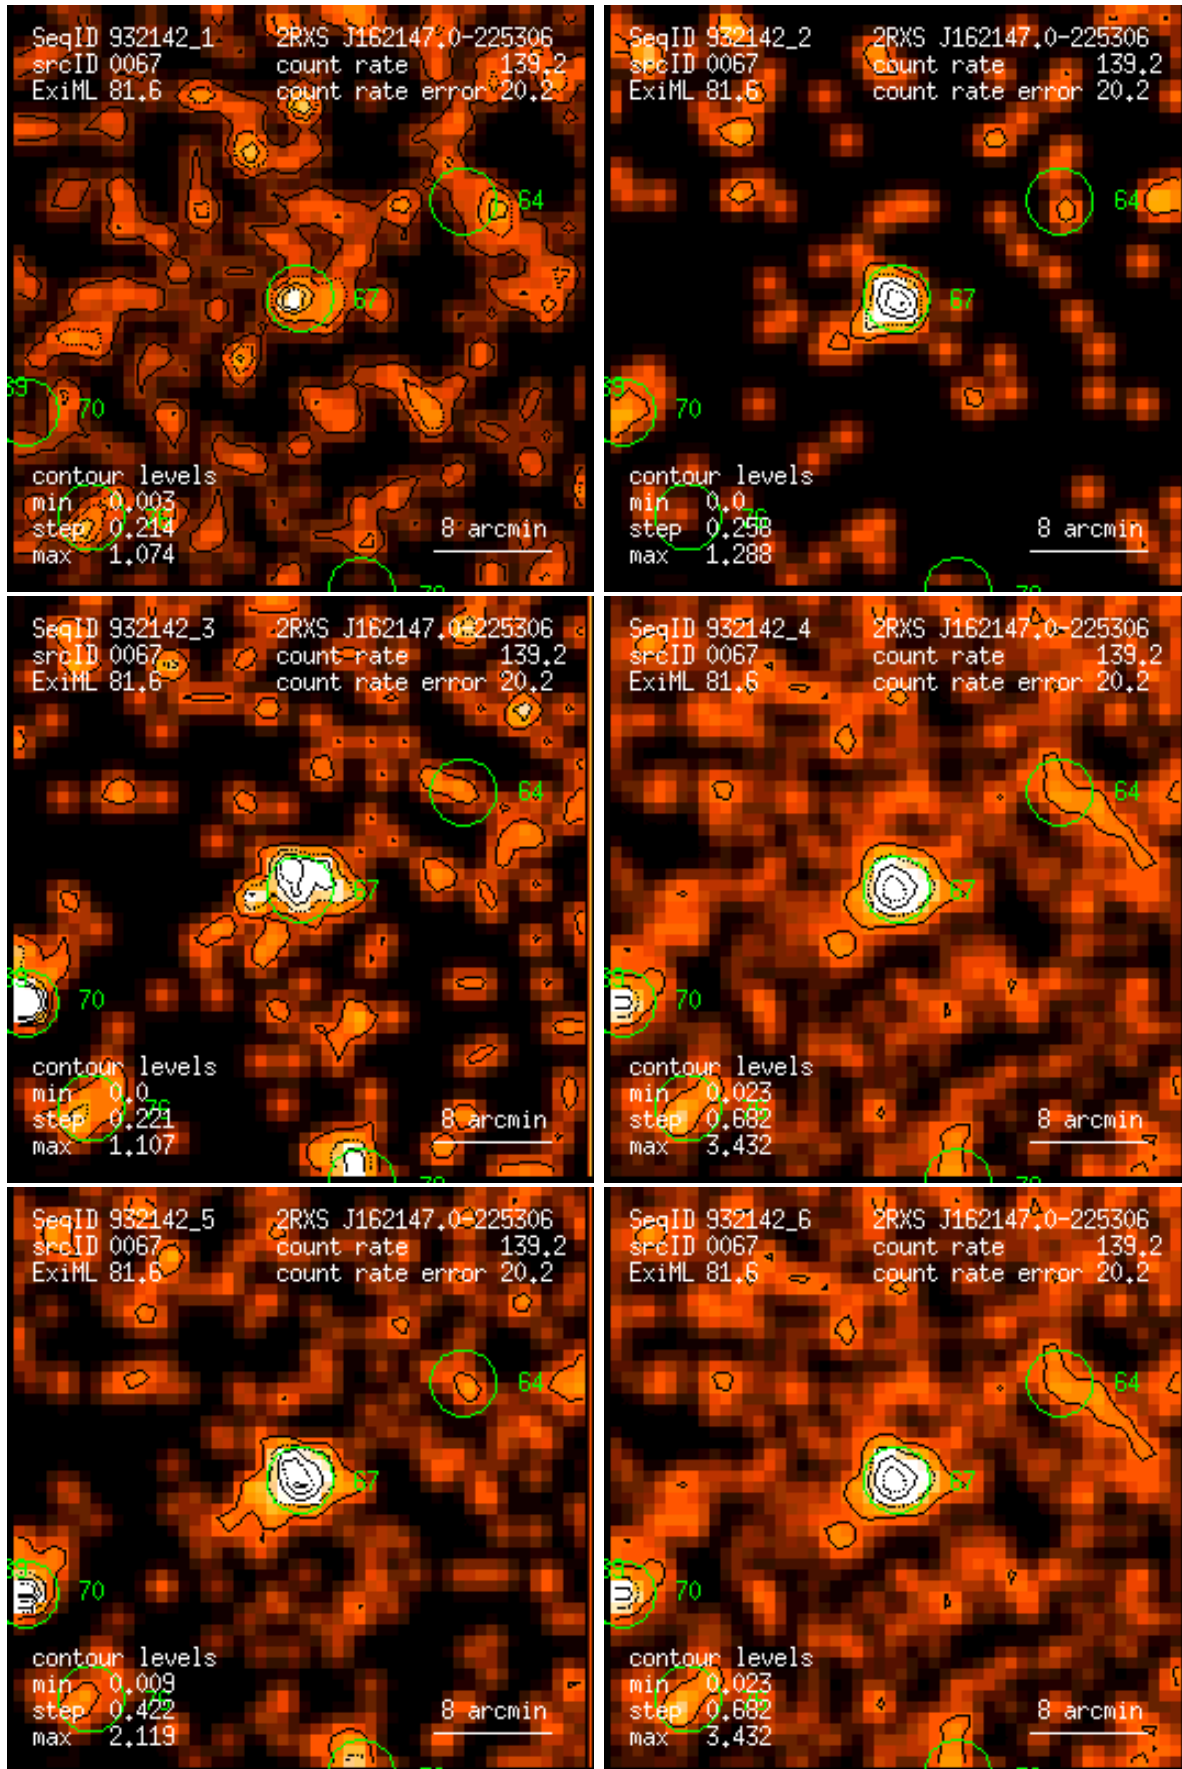 SeqID 932142_1 2RXS J162147.0-225306
srcID 0067 count rate 139.2
ExiML 81.6 count rate error 20.2
64
67
69
70
contour levels
min 0.003
76
step 0.214 8 arcmin
max 1.074
SeqID 932142_2 2RXS J162147.0-225306
srcID 0067 count rate 139.2
ExiML 81.6 count rate error 20.2
64
67
70
contour levels
min 0.0
76
step 0.258 8 arcmin
max 1.288
SeqID 932142_3 2RXS J162147.0-225306
srcID 0067 count rate 139.2
ExiML 81.6 count rate error 20.2
64
67
70
contour levels
min 0.0
76
step 0.221 8 arcmin
max 1.107
SeqID 932142_4 2RXS J162147.0-225306
srcID 0067 count rate 139.2
ExiML 81.6 count rate error 20.2
64
67
70
contour levels
min 0.023
step 0.682 8 arcmin
max 3.432
SeqID 932142_5 2RXS J162147.0-225306
srcID 0067 count rate 139.2
ExiML 81.6 count rate error 20.2
64
67
70
contour levels
min 0.009
76
step 0.422 8 arcmin
max 2.119
SeqID 932142_6 2RXS J162147.0-225306
srcID 0067 count rate 139.2
ExiML 81.6 count rate error 20.2
64
67
70
contour levels
min 0.023
step 0.682 8 arcmin
max 3.432